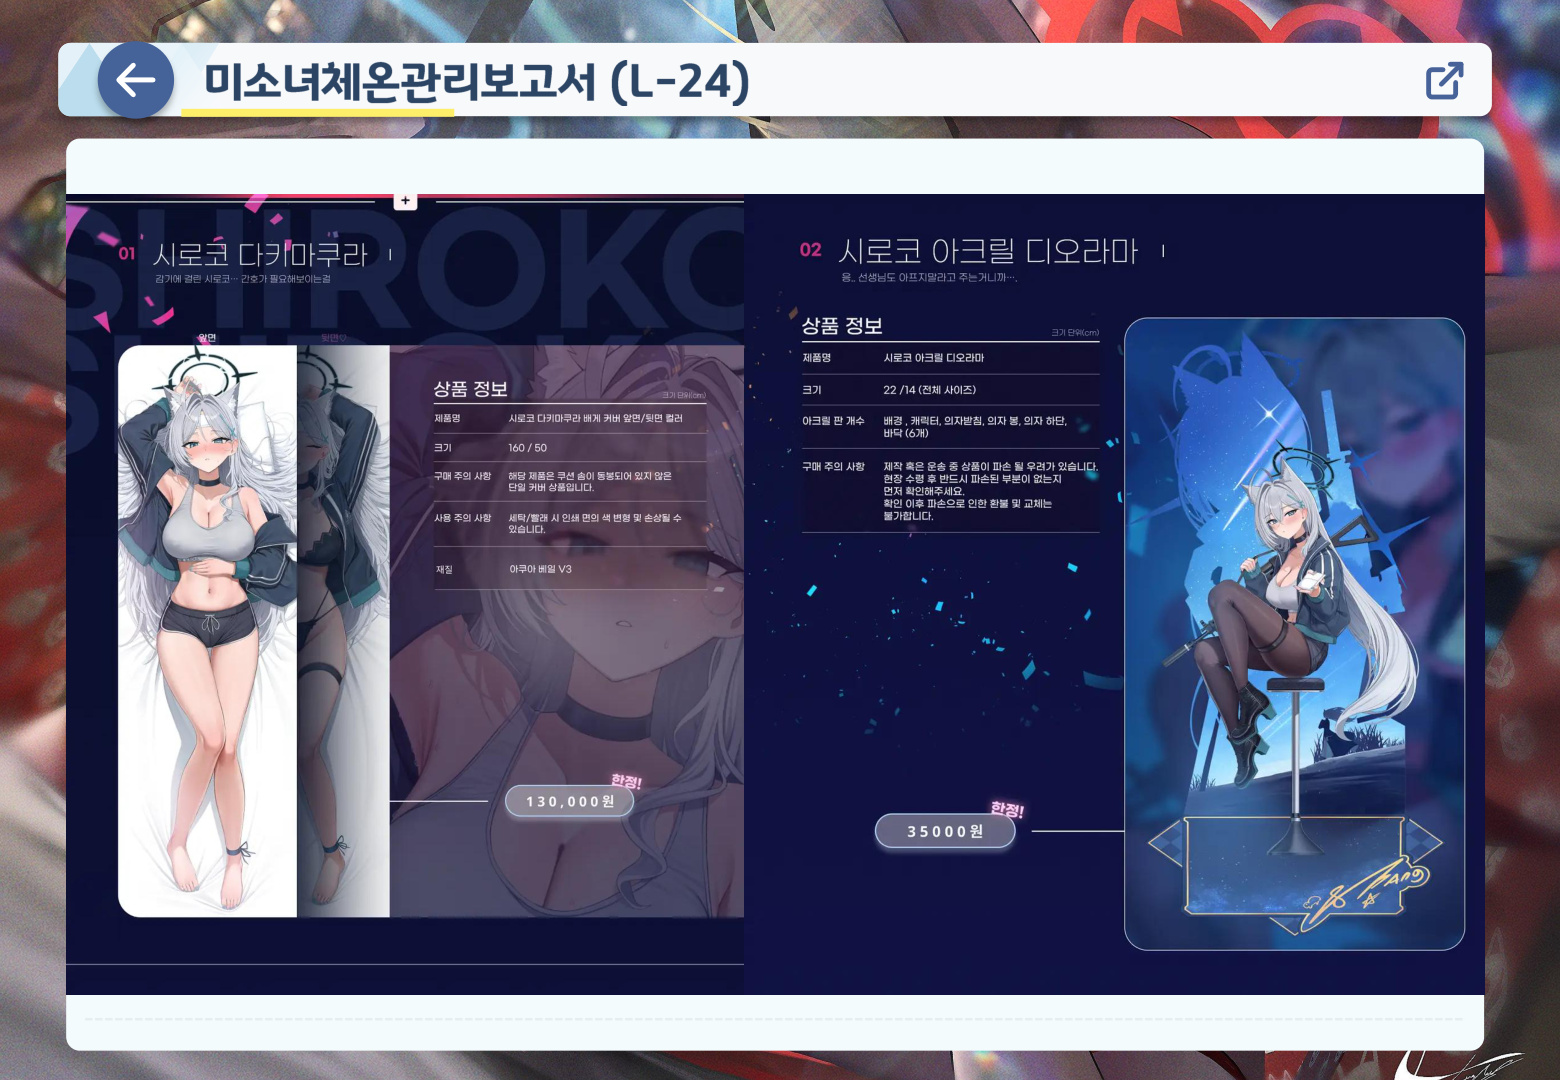 미소녀체온관리보고서 (L-24)
SHIROKO
01 시로코 다키마쿠라
감기에 걸린 시로코… 간호가 필요해보이는걸
앞면
뒷면♡
상품 정보
크기 단위(cm)
제품명 시로코 다키마쿠라 배게 커버 앞면/뒷면 컬러
크기 160 / 50
구매 주의 사항 해당 제품은 쿠션 솜이 동봉되어 있지 않은
단일 커버 상품입니다.
사용 주의 사항 세탁/빨래 시 인쇄 면의 색 변형 및 손상될 수
있습니다.
재질 아쿠아 베일 V3
한정!
130,000원
02 시로코 아크릴 디오라마
응.. 선생님도 아프지말라고 주는거니까….
상품 정보
크기 단위(cm)
제품명 시로코 아크릴 디오라마
크기 22 /14 (전체 사이즈)
아크릴 판 개수 배경 , 캐릭터, 의자받침, 의자 봉, 의자 하단,
바닥 (6개)
구매 주의 사항 제작 혹은 운송 중 상품이 파손 될 우려가 있습니다.
현장 수령 후 반드시 파손된 부분이 없는지
먼저 확인해주세요.
확인 이후 파손으로 인한 환불 및 교체는
불가합니다.
한정!
35000원